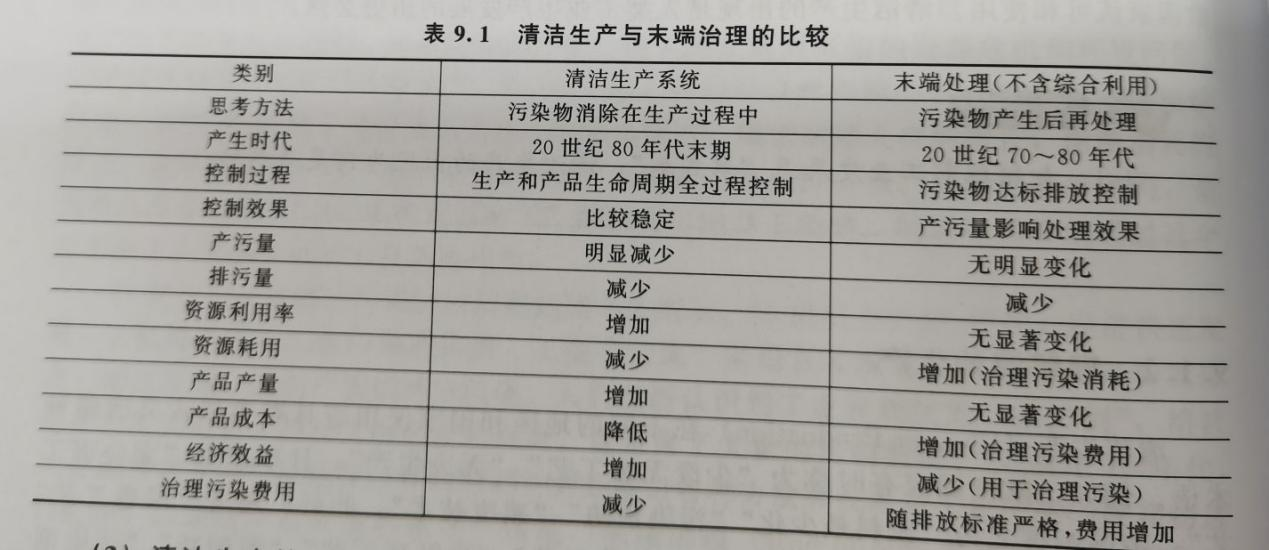 表 9.1 清洁生产与末端治理的比较
类别 清洁生产系统 末端处理(不含综合利用)
思考方法 污染物消除在生产过程中 污染物产生后再处理
产生时代 20 世纪 80 年代末期 20 世纪 70～80 年代
控制过程 生产和产品生命周期全过程控制 污染物达标排放控制
控制效果 比较稳定 产污量影响处理效果
产污量 明显减少 无明显变化
排污量 减少 减少
资源利用率 增加 无显著变化
资源耗用 减少 增加(治理污染消耗)
产品产量 增加 无显著变化
产品成本 降低 增加(治理污染费用)
经济效益 增加 减少(用于治理污染)
治理污染费用 减少 随排放标准严格,费用增加